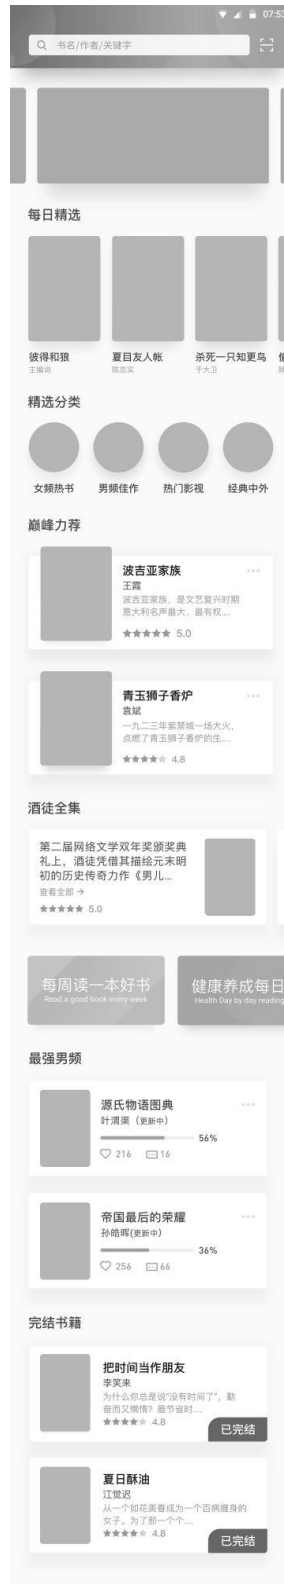 07:53
书名/作者/关键字
每日精选
彼得和狼
夏目友人帐
杀死一只知更鸟
主编说
陈忠实
于大卫
精选分类
女频热书
男频佳作
热门影视
经典中外
巅峰力荐
波吉亚家族
王霞
波吉亚家族，是文艺复兴时期
意大利名声最大、最有权....
5.0
青玉狮子香炉
袁斌
一九二三年紫禁城一场大火，
点燃了青玉狮子香炉的生....
4.8
酒徒全集
第二届网络文学双年奖颁奖典
礼上，酒徒凭借其描绘元末明
初的历史传奇力作《男儿...
查看全部 →
5.0
每周读一本好书
Read a good book every week
健康养成每日
Health Day by day reading
最强男频
源氏物语图典
叶渭渠（更新中）
56%
216
16
帝国最后的荣耀
孙皓晖(更新中)
36%
256
66
完结书籍
把时间当作朋友
李笑来
为什么你总是说“没有时间了”，勤
奋而又懒惰？最节省时....
4.8
已完结
夏日酥油
江觉迟
从一个如花美眷成为一个百病缠身的
女子。为了那一个个....
4.8
已完结